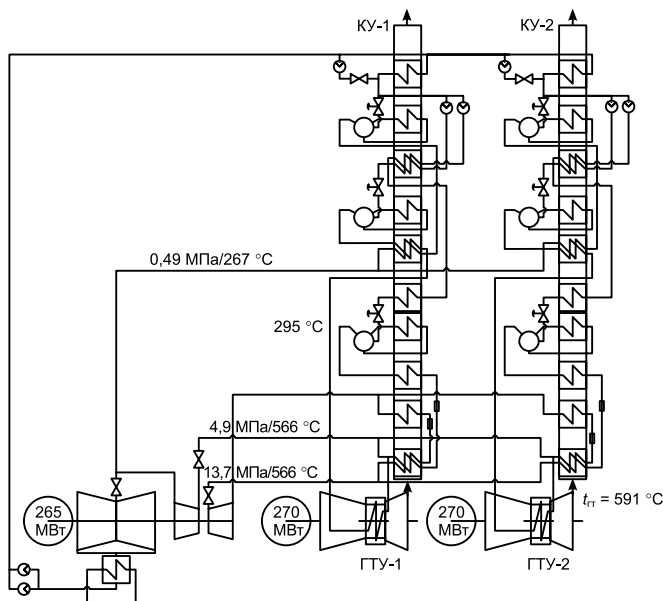 КУ-1
КУ-2
0,49 МПа/267 °С
295 °С
4,9 МПа/566 °С
13,7 МПа/566 °С
265
МВт
270
МВт
270
МВт
tгт = 591 °С
ГТУ-1
ГТУ-2